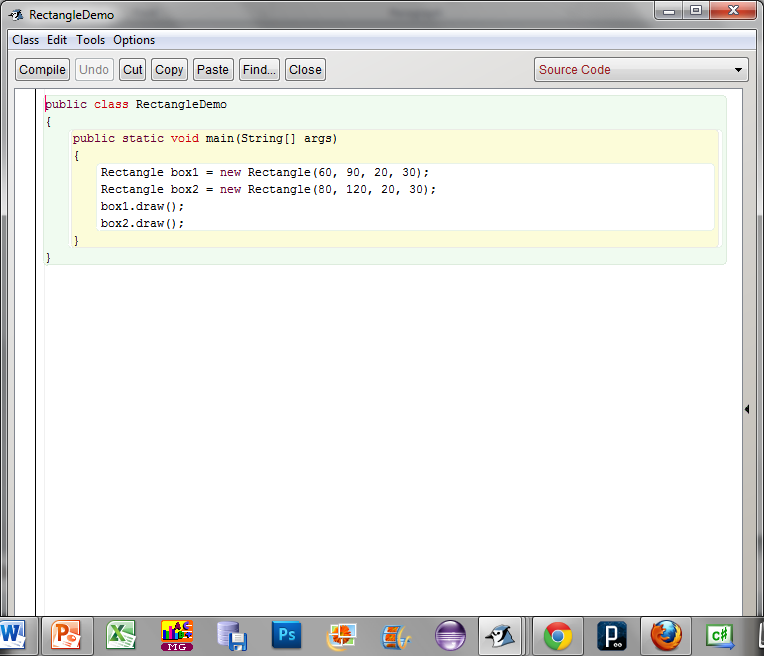 RectangleDemo
Class Edit Tools Options
Compile Undo Cut Copy Paste Find... Close Source Code
public class RectangleDemo
{
public static void main(String[] args)
{
Rectangle box1 = new Rectangle(60, 90, 20, 30);
Rectangle box2 = new Rectangle(80, 120, 20, 30);
box1.draw();
box2.draw();
}
}
W P X MG Ps P C#